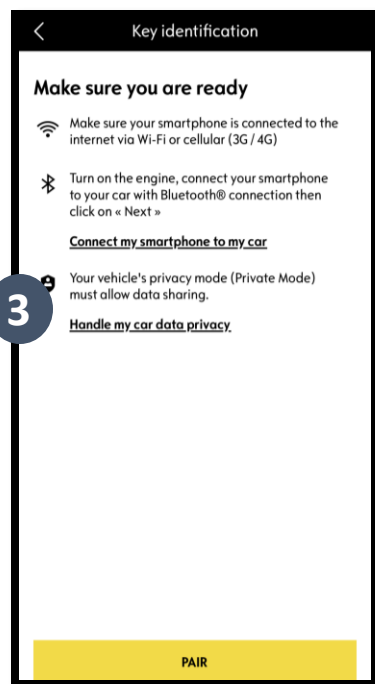 Key identification
Make sure you are ready
Make sure your smartphone is connected to the
internet via Wi-Fi or cellular (3G / 4G)
Turn on the engine, connect your smartphone
to your car with Bluetooth® connection then
click on « Next »
Connect my smartphone to my car
Your vehicle's privacy mode (Private Mode)
must allow data sharing.
3
Handle my car data privacy
PAIR